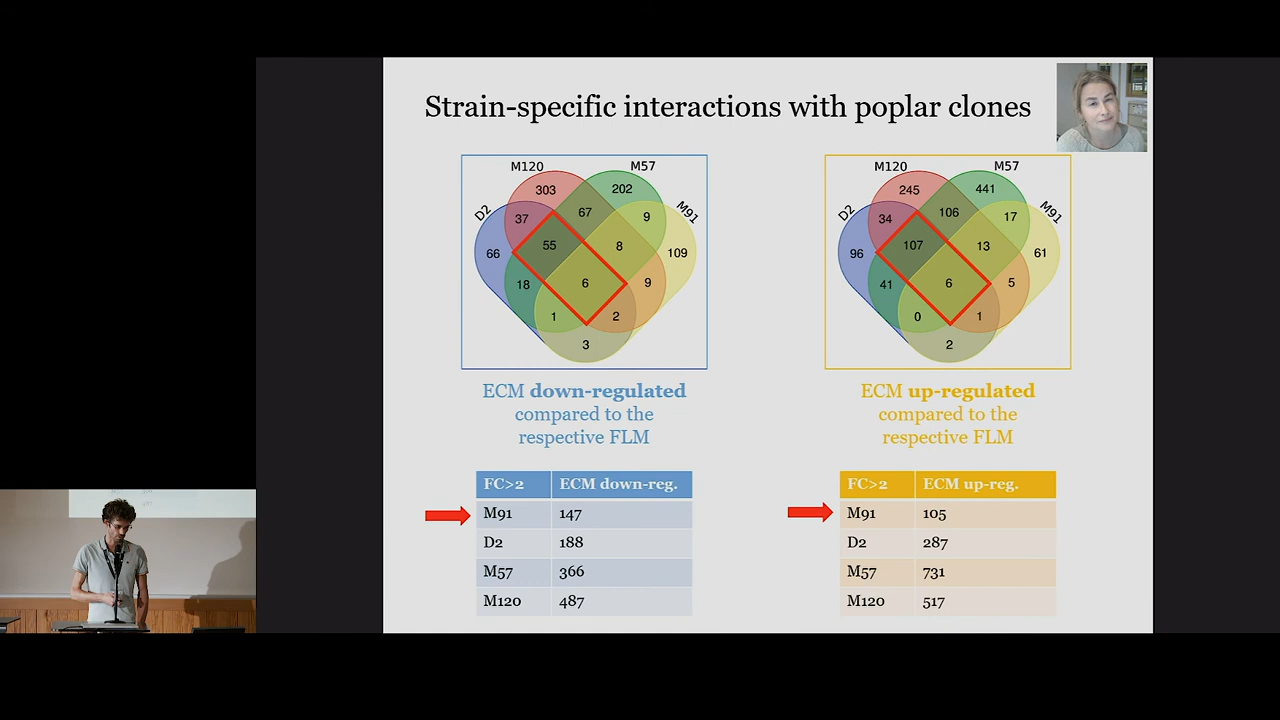 Strain-specific interactions with poplar clones
M120
M57
D2
M91
303
202
37
67
9
66
55
8
109
18
6
9
1
2
3
ECM down-regulated
compared to the
respective FLM
FC>2 ECM down-reg.
M91 147
D2 188
M57 366
M120 487
M120
M57
D2
M91
245
441
34
106
17
96
107
13
61
41
6
5
0
1
2
ECM up-regulated
compared to the
respective FLM
FC>2 ECM up-reg.
M91 105
D2 287
M57 731
M120 517